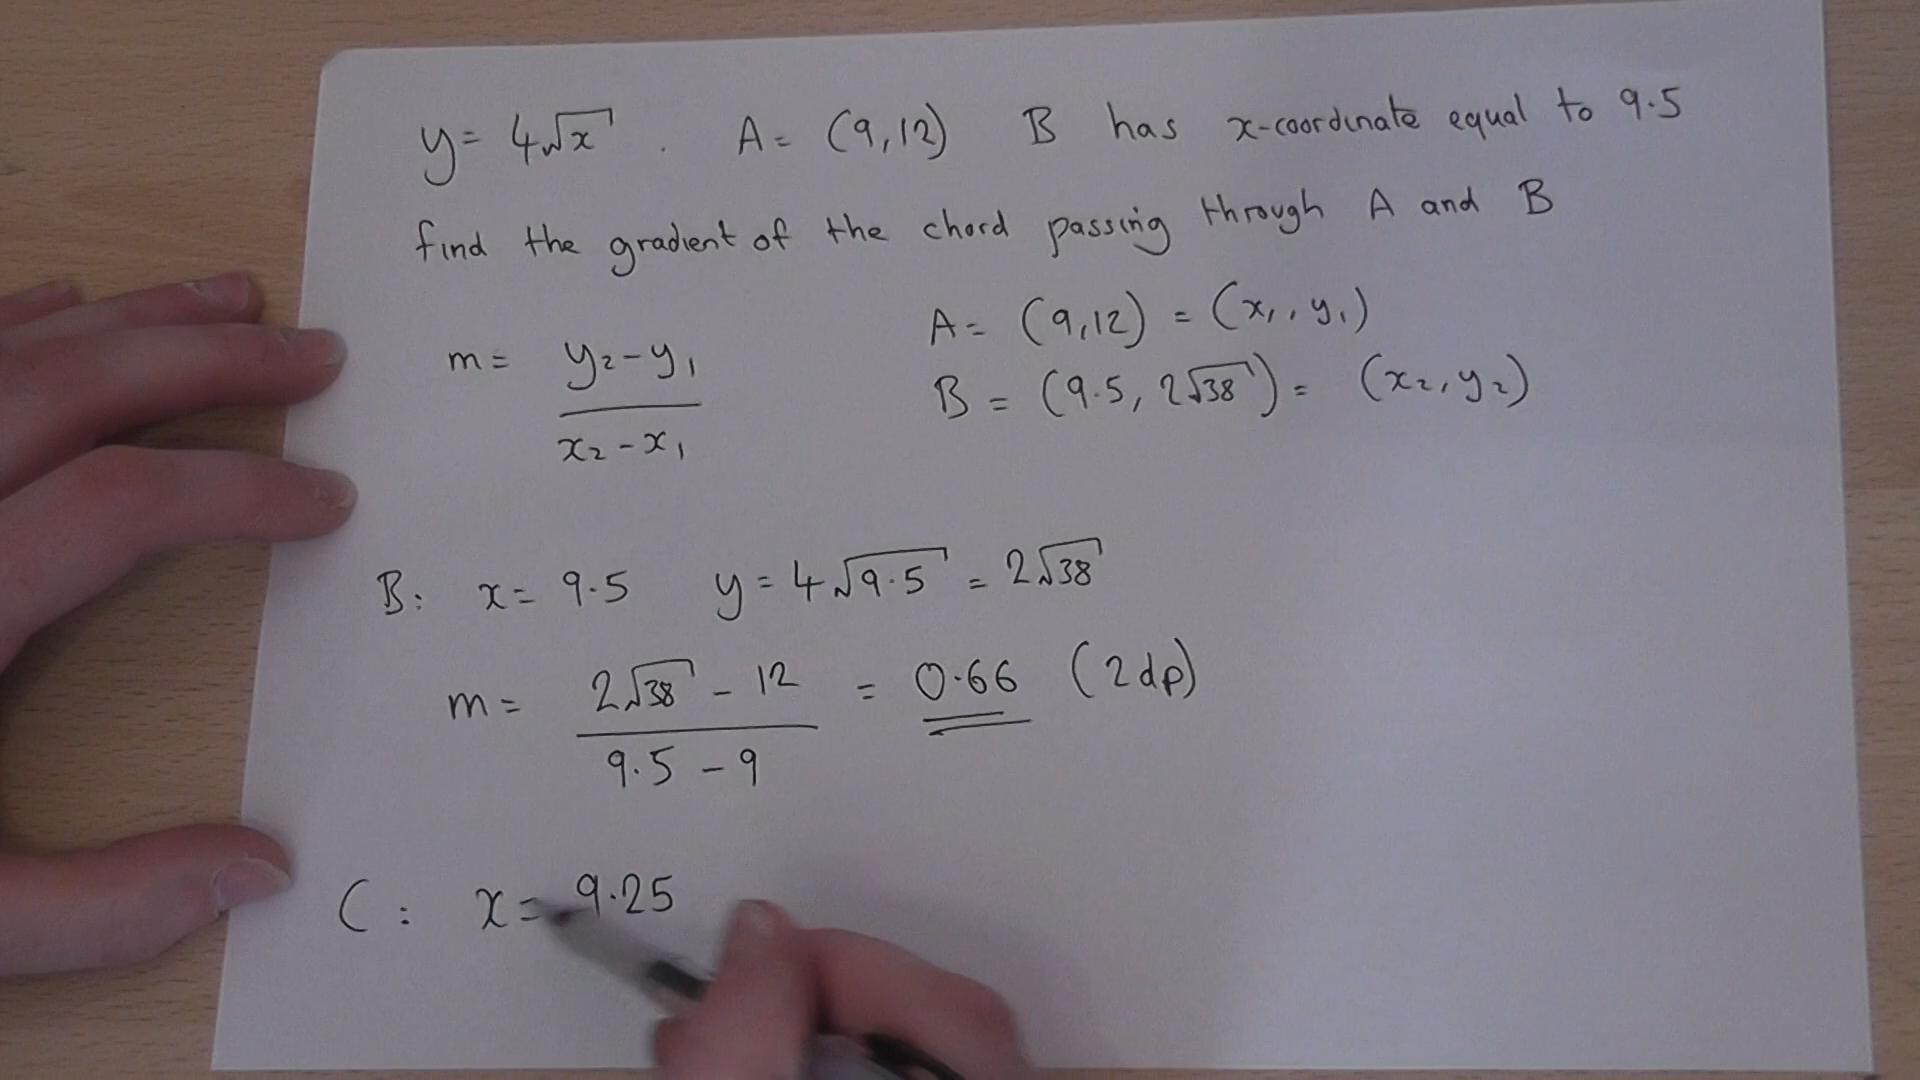 y = 4√x . A = (9,12) B has x-coordinate equal to 9.5
find the gradient of the chord passing through A and B
A = (9,12) = (x₁, y₁)
m = (y₂ - y₁)/(x₂ - x₁)
B = (9.5, 2√38) = (x₂, y₂)
B: x = 9.5 y = 4√9.5 = 2√38
m = (2√38 - 12)/(9.5 - 9) = 0.66 (2dp)
C: x = 9.25